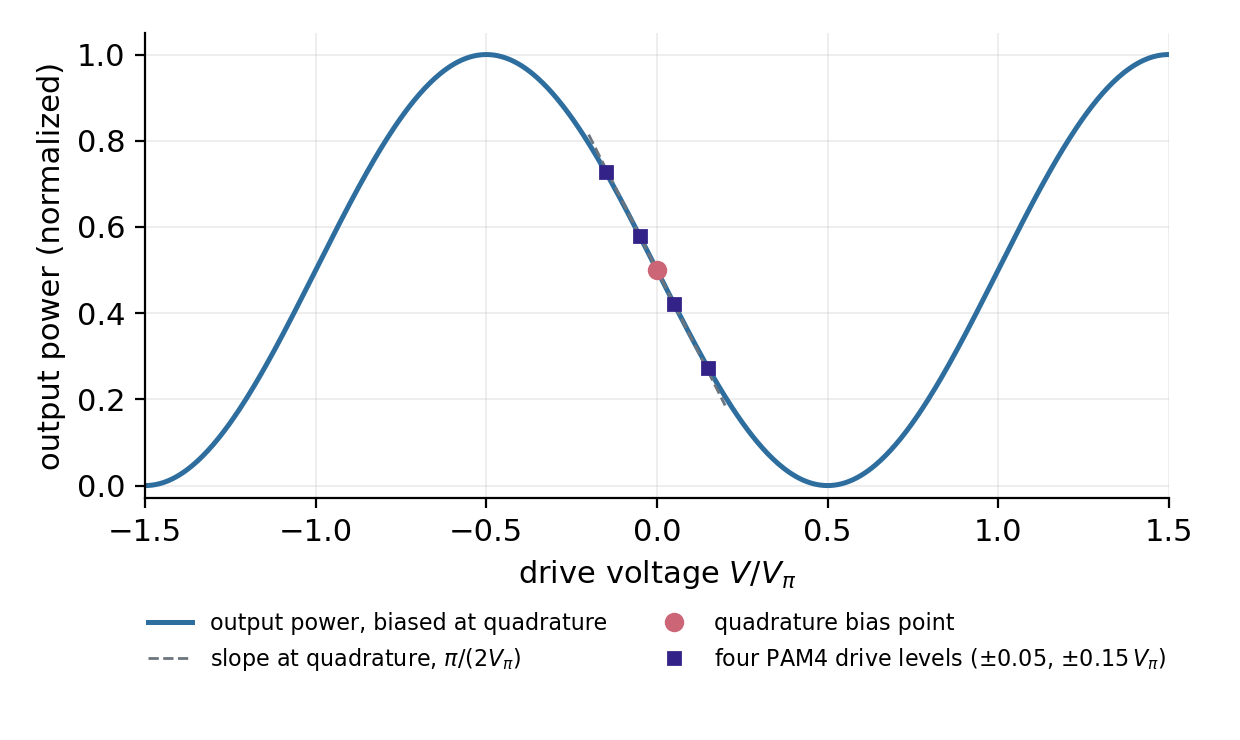 output power (normalized)
1.0
0.8
0.6
0.4
0.2
0.0
−1.5 −1.0 −0.5 0.0 0.5 1.0 1.5
drive voltage V/Vπ
output power, biased at quadrature
slope at quadrature, π/(2Vπ)
quadrature bias point
four PAM4 drive levels (±0.05, ±0.15 Vπ)